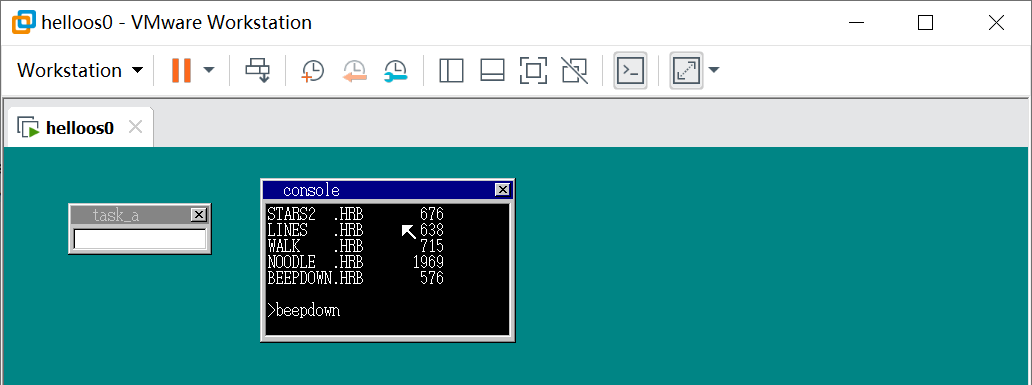 helloos0 - VMware Workstation
Workstation
helloos0
task_a
console
STARS2 .HRB 676
LINES .HRB 638
WALK .HRB 715
NOODLE .HRB 1969
BEEPDOWN.HRB 576
>beepdown